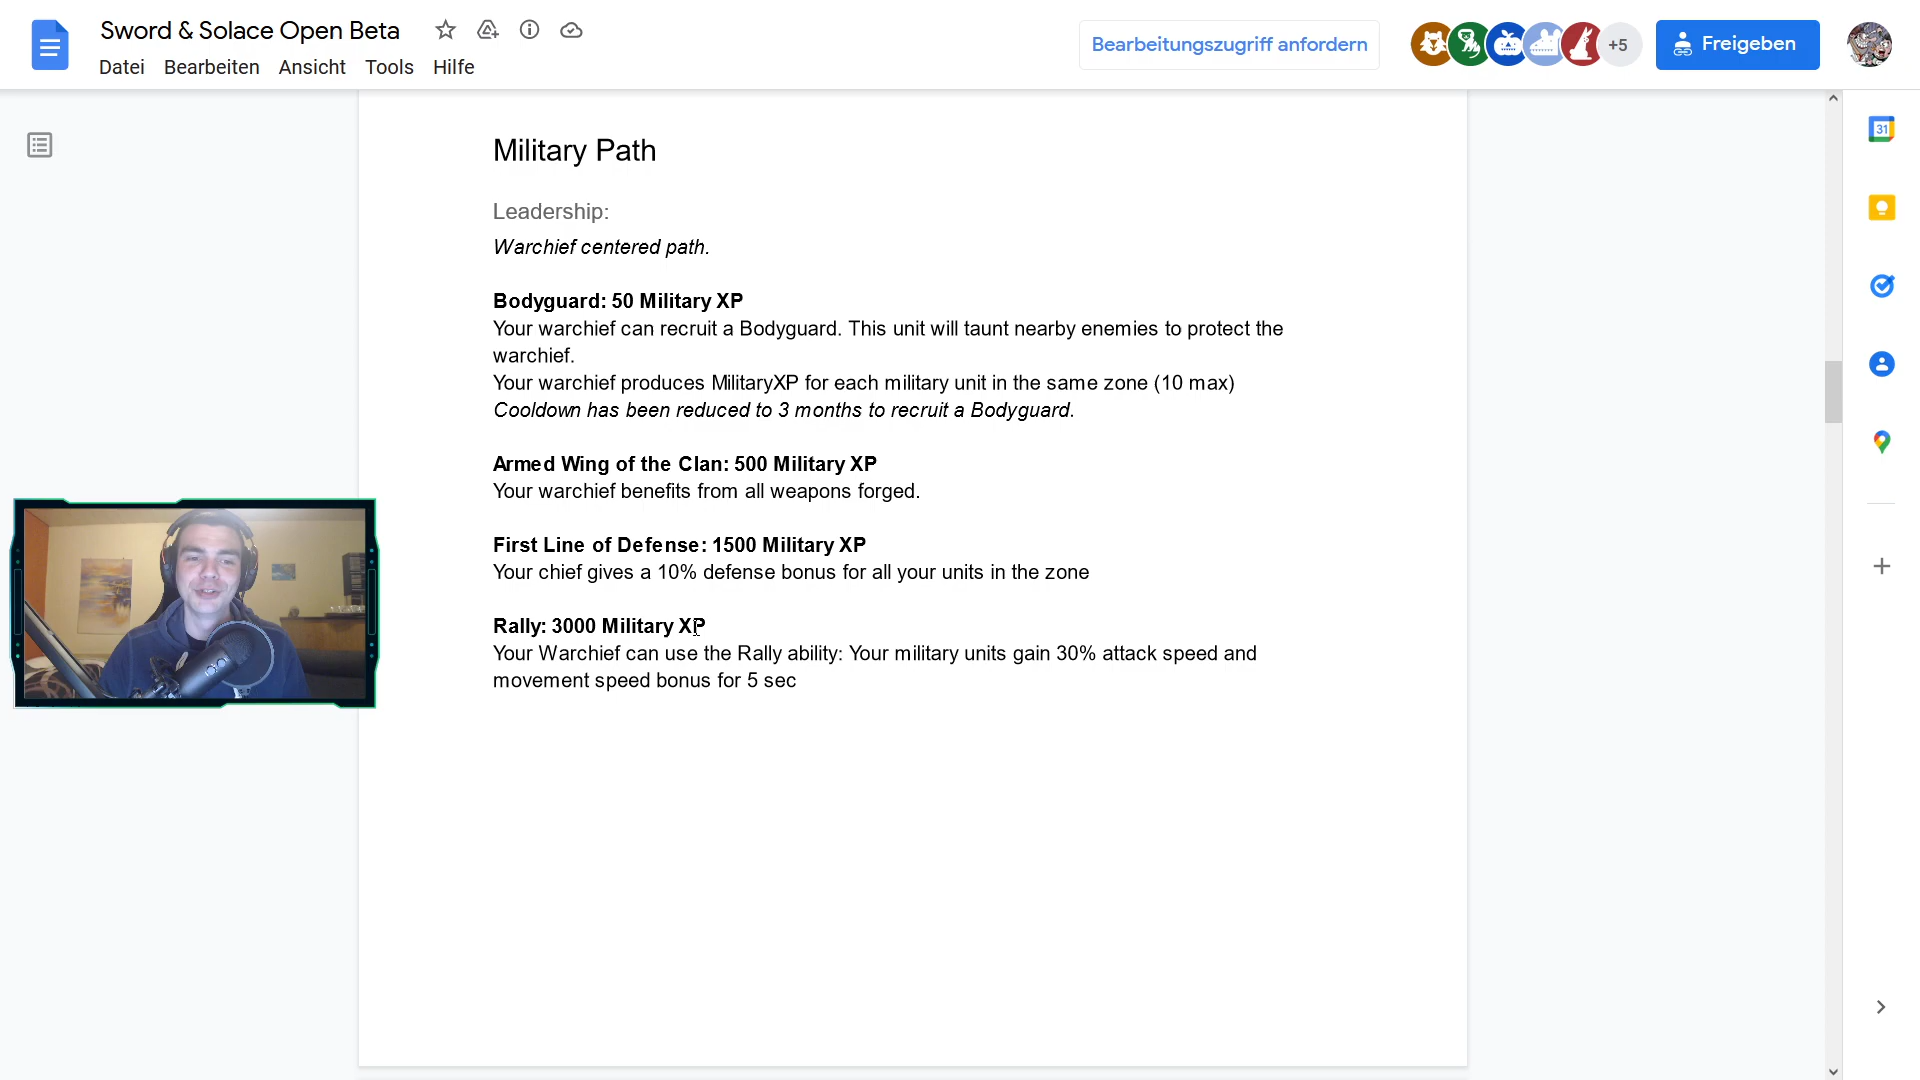 Sword & Solace Open Beta
Datei Bearbeiten Ansicht Tools Hilfe
Bearbeitungszugriff anfordern
+5
Freigeben
31
Military Path
Leadership:
Warchief centered path.
Bodyguard: 50 Military XP
Your warchief can recruit a Bodyguard. This unit will taunt nearby enemies to protect the
warchief.
Your warchief produces MilitaryXP for each military unit in the same zone (10 max)
Cooldown has been reduced to 3 months to recruit a Bodyguard.
Armed Wing of the Clan: 500 Military XP
Your warchief benefits from all weapons forged.
First Line of Defense: 1500 Military XP
Your chief gives a 10% defense bonus for all your units in the zone
Rally: 3000 Military XP
Your Warchief can use the Rally ability: Your military units gain 30% attack speed and
movement speed bonus for 5 sec